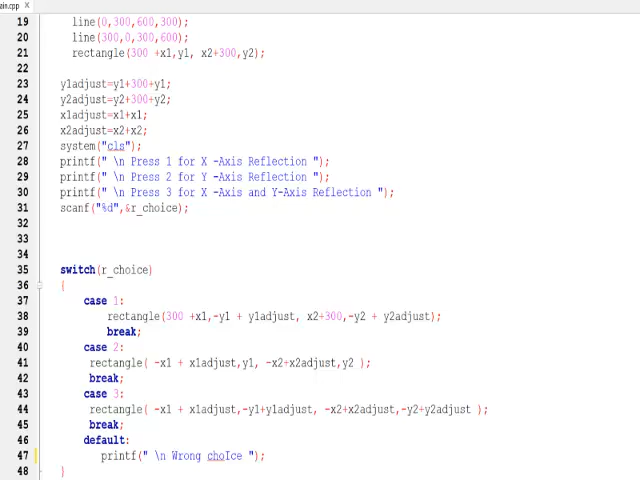 ain.cpp X
19 line(0,300,600,300);
20 line(300,0,300,600);
21 rectangle(300 +x1,y1, x2+300,y2);
22
23 y1adjust=y1+300+y1;
24 y2adjust=y2+300+y2;
25 x1adjust=x1+x1;
26 x2adjust=x2+x2;
27 system("cls");
28 printf(" \n Press 1 for X -Axis Reflection ");
29 printf(" \n Press 2 for Y -Axis Reflection ");
30 printf(" \n Press 3 for X -Axis and Y-Axis Reflection ");
31 scanf("%d",&r_choice);
32
33
34
35 switch(r_choice)
36 {
37 case 1:
38 rectangle(300 +x1,-y1 + y1adjust, x2+300,-y2 + y2adjust);
39 break;
40 case 2:
41 rectangle( -x1 + x1adjust,y1, -x2+x2adjust,y2 );
42 break;
43 case 3:
44 rectangle( -x1 + x1adjust,-y1+y1adjust, -x2+x2adjust,-y2+y2adjust );
45 break;
46 default:
47 printf(" \n Wrong choIce ");
48 }